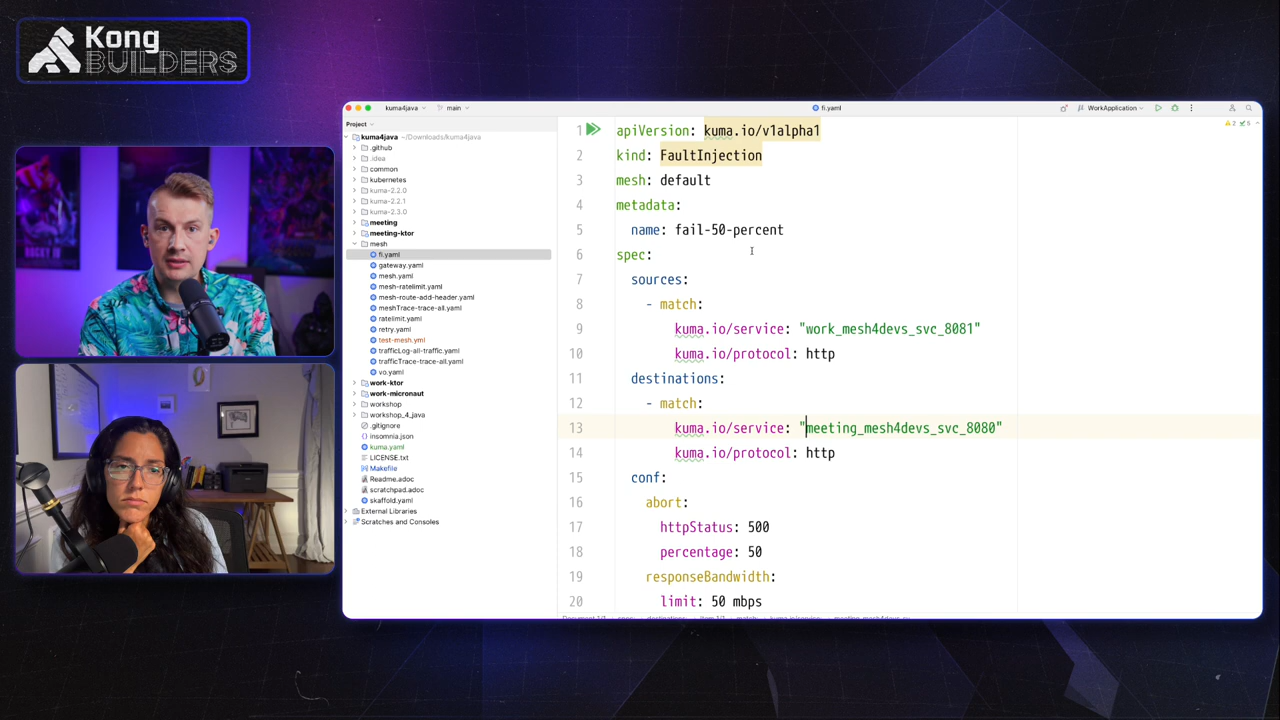 Kong
BUILDERS
ROCKY IV
kuma4java
main
fi.yaml
WorkApplication
Project
kuma4java ~/Downloads/kuma4java
.github
.idea
common
kubernetes
kuma-2.2.0
kuma-2.2.1
kuma-2.3.0
meeting
meeting-ktor
mesh
fi.yaml
gateway.yaml
mesh.yaml
mesh-ratelimit.yaml
mesh-route-add-header.yaml
meshTrace-trace-all.yaml
ratelimit.yaml
retry.yaml
test-mesh.yml
trafficLog-all-traffic.yaml
trafficTrace-trace-all.yaml
vo.yaml
work-ktor
work-micronaut
workshop
workshop_4_java
.gitignore
insomnia.json
kuma.yaml
LICENSE.txt
Makefile
Readme.adoc
scratchpad.adoc
skaffold.yaml
External Libraries
Scratches and Consoles
2 5
1 apiVersion: kuma.io/v1alpha1
2 kind: FaultInjection
3 mesh: default
4 metadata:
5 name: fail-50-percent
6 spec:
7 sources:
8 - match:
9 kuma.io/service: "work_mesh4devs_svc_8081"
10 kuma.io/protocol: http
11 destinations:
12 - match:
13 kuma.io/service: "meeting_mesh4devs_svc_8080"
14 kuma.io/protocol: http
15 conf:
16 abort:
17 httpStatus: 500
18 percentage: 50
19 responseBandwidth:
20 limit: 50 mbps